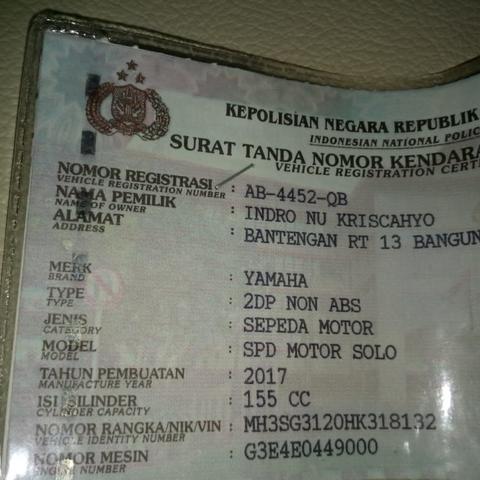 KEPOLISIAN NEGARA REPUBLIK
INDONESIAN NATIONAL POLIC
SURAT TANDA NOMOR KENDARA
VEHICLE REGISTRATION CERT
NOMOR REGISTRASI : AB-4452-QB
VEHICLE REGISTRATION NUMBER
NAMA PEMILIK : INDRO NU KRISCAHYO
NAME OF OWNER
ALAMAT : BANTENGAN RT 13 BANGUN
ADDRESS
MERK : YAMAHA
BRAND
TYPE : 2DP NON ABS
TYPE
JENIS : SEPEDA MOTOR
CATEGORY
MODEL : SPD MOTOR SOLO
MODEL
TAHUN PEMBUATAN : 2017
MANUFACTURE YEAR
ISI SILINDER : 155 CC
CYLINDER CAPACITY
NOMOR RANGKA/NIK/VIN : MH3SG3120HK318132
VEHICLE IDENTITY NUMBER
NOMOR MESIN : G3E4E0449000
ENGINE NUMBER